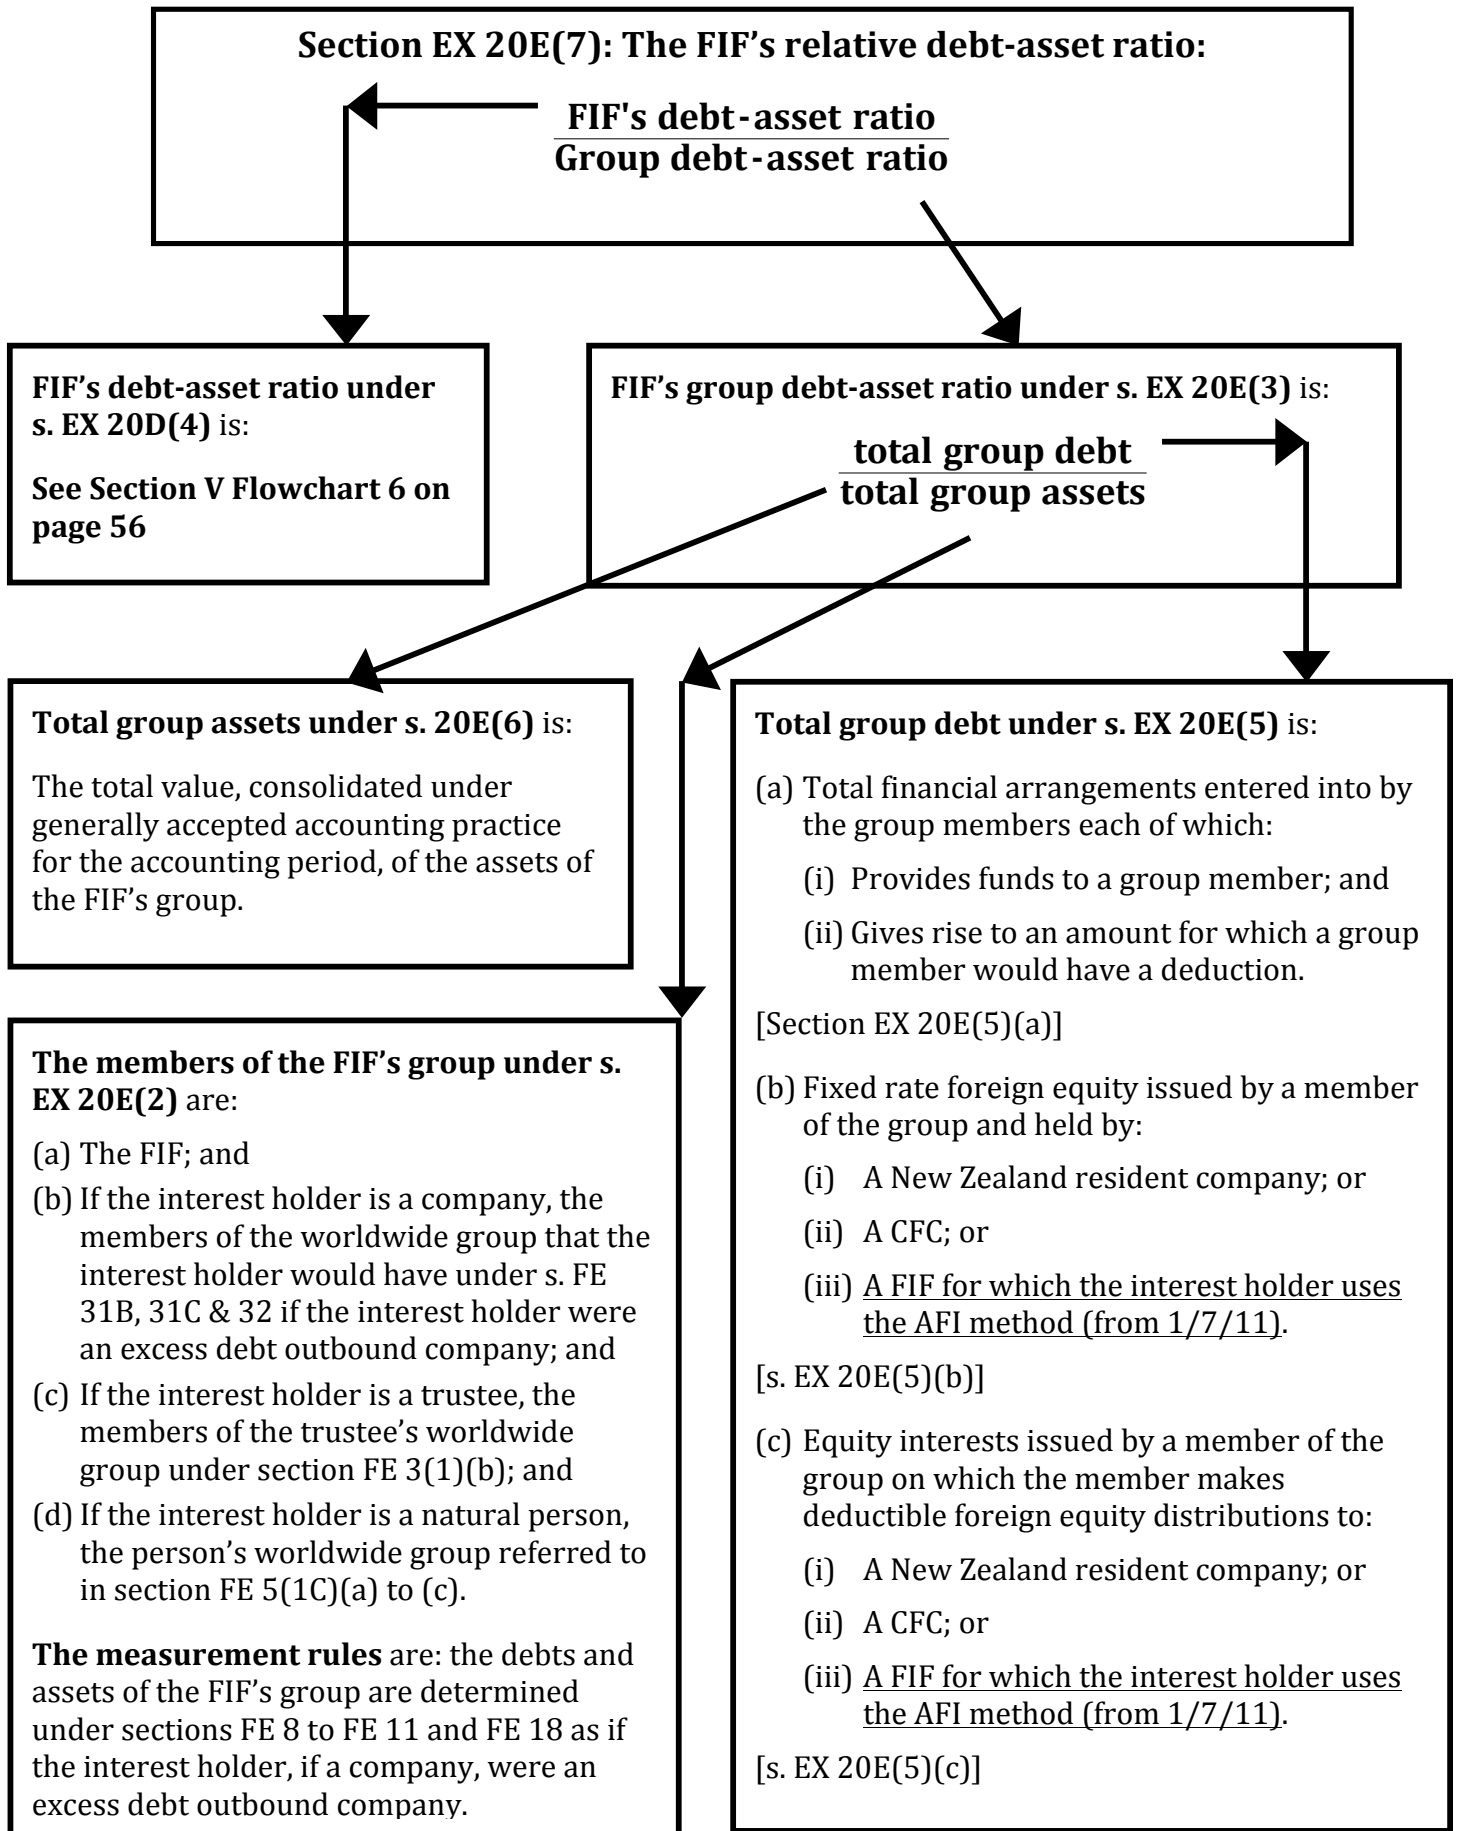 Section EX 20E(7): The FIF's relative debt-asset ratio:
FIF's debt-asset ratio
Group debt-asset ratio
FIF's debt-asset ratio under
s. EX 20D(4) is:
See Section V Flowchart 6 on
page 56
FIF's group debt-asset ratio under s. EX 20E(3) is:
total group debt
total group assets
Total group assets under s. 20E(6) is:
The total value, consolidated under
generally accepted accounting practice
for the accounting period, of the assets of
the FIF's group.
The members of the FIF's group under s.
EX 20E(2) are:
(a) The FIF; and
(b) If the interest holder is a company, the
members of the worldwide group that the
interest holder would have under s. FE
31B, 31C & 32 if the interest holder were
an excess debt outbound company; and
(c) If the interest holder is a trustee, the
members of the trustee's worldwide
group under section FE 3(1)(b); and
(d) If the interest holder is a natural person,
the person's worldwide group referred to
in section FE 5(1C)(a) to (c).
The measurement rules are: the debts and
assets of the FIF's group are determined
under sections FE 8 to FE 11 and FE 18 as if
the interest holder, if a company, were an
excess debt outbound company.
Total group debt under s. EX 20E(5) is:
(a) Total financial arrangements entered into by
the group members each of which:
(i) Provides funds to a group member; and
(ii) Gives rise to an amount for which a group
member would have a deduction.
[Section EX 20E(5)(a)]
(b) Fixed rate foreign equity issued by a member
of the group and held by:
(i) A New Zealand resident company; or
(ii) A CFC; or
(iii) A FIF for which the interest holder uses
the AFI method (from 1/7/11).
[s. EX 20E(5)(b)]
(c) Equity interests issued by a member of the
group on which the member makes
deductible foreign equity distributions to:
(i) A New Zealand resident company; or
(ii) A CFC; or
(iii) A FIF for which the interest holder uses
the AFI method (from 1/7/11).
[s. EX 20E(5)(c)]